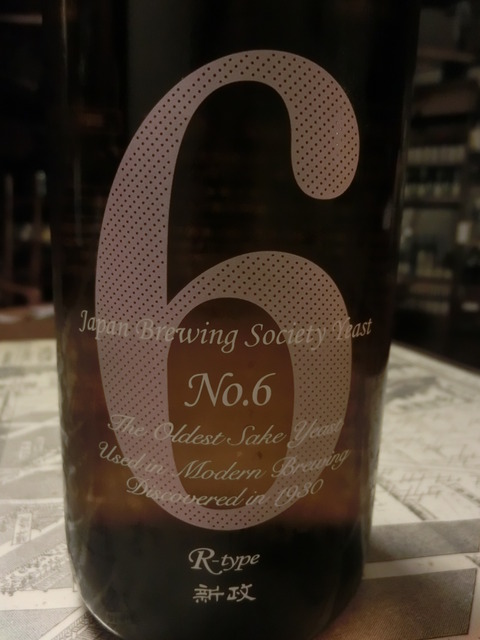 6
Japan Brewing Society Yeast
No.6
The Oldest Sake Yeast
Used in Modern Brewing
Discovered in 1930
R-type
新政